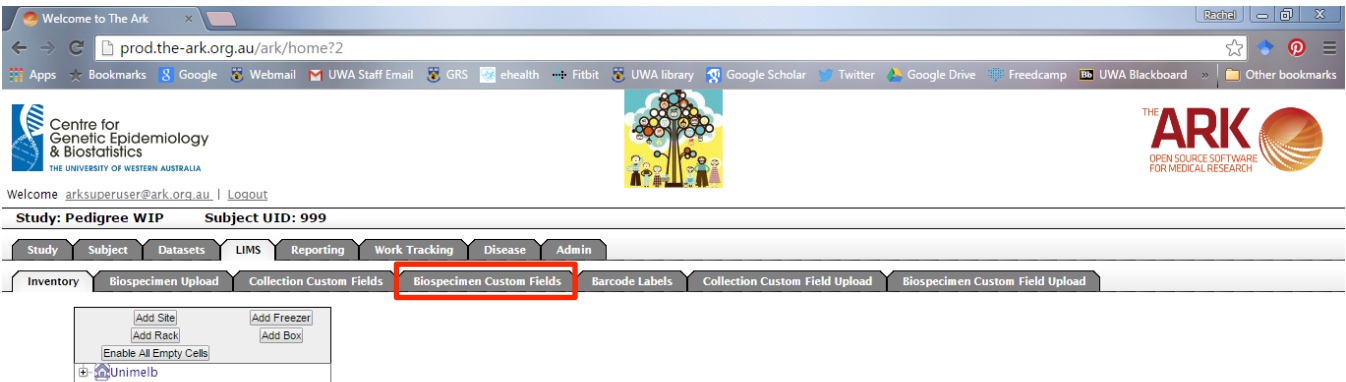 Welcome to The Ark
Rachel
prod.the-ark.org.au/ark/home?2
Apps Bookmarks Google Webmail UWA Staff Email GRS ehealth Fitbit UWA library Google Scholar Twitter Google Drive Freedcamp Bb UWA Blackboard » Other bookmarks
Centre for
Genetic Epidemiology
& Biostatistics
THE UNIVERSITY OF WESTERN AUSTRALIA
THE
ARK
OPEN SOURCE SOFTWARE
FOR MEDICAL RESEARCH
Welcome arksuperuser@ark.org.au | Logout
Study: Pedigree WIP Subject UID: 999
Study Subject Datasets LIMS Reporting Work Tracking Disease Admin
Inventory Biospecimen Upload Collection Custom Fields Biospecimen Custom Fields Barcode Labels Collection Custom Field Upload Biospecimen Custom Field Upload
Add Site Add Freezer
Add Rack Add Box
Enable All Empty Cells
Unimelb